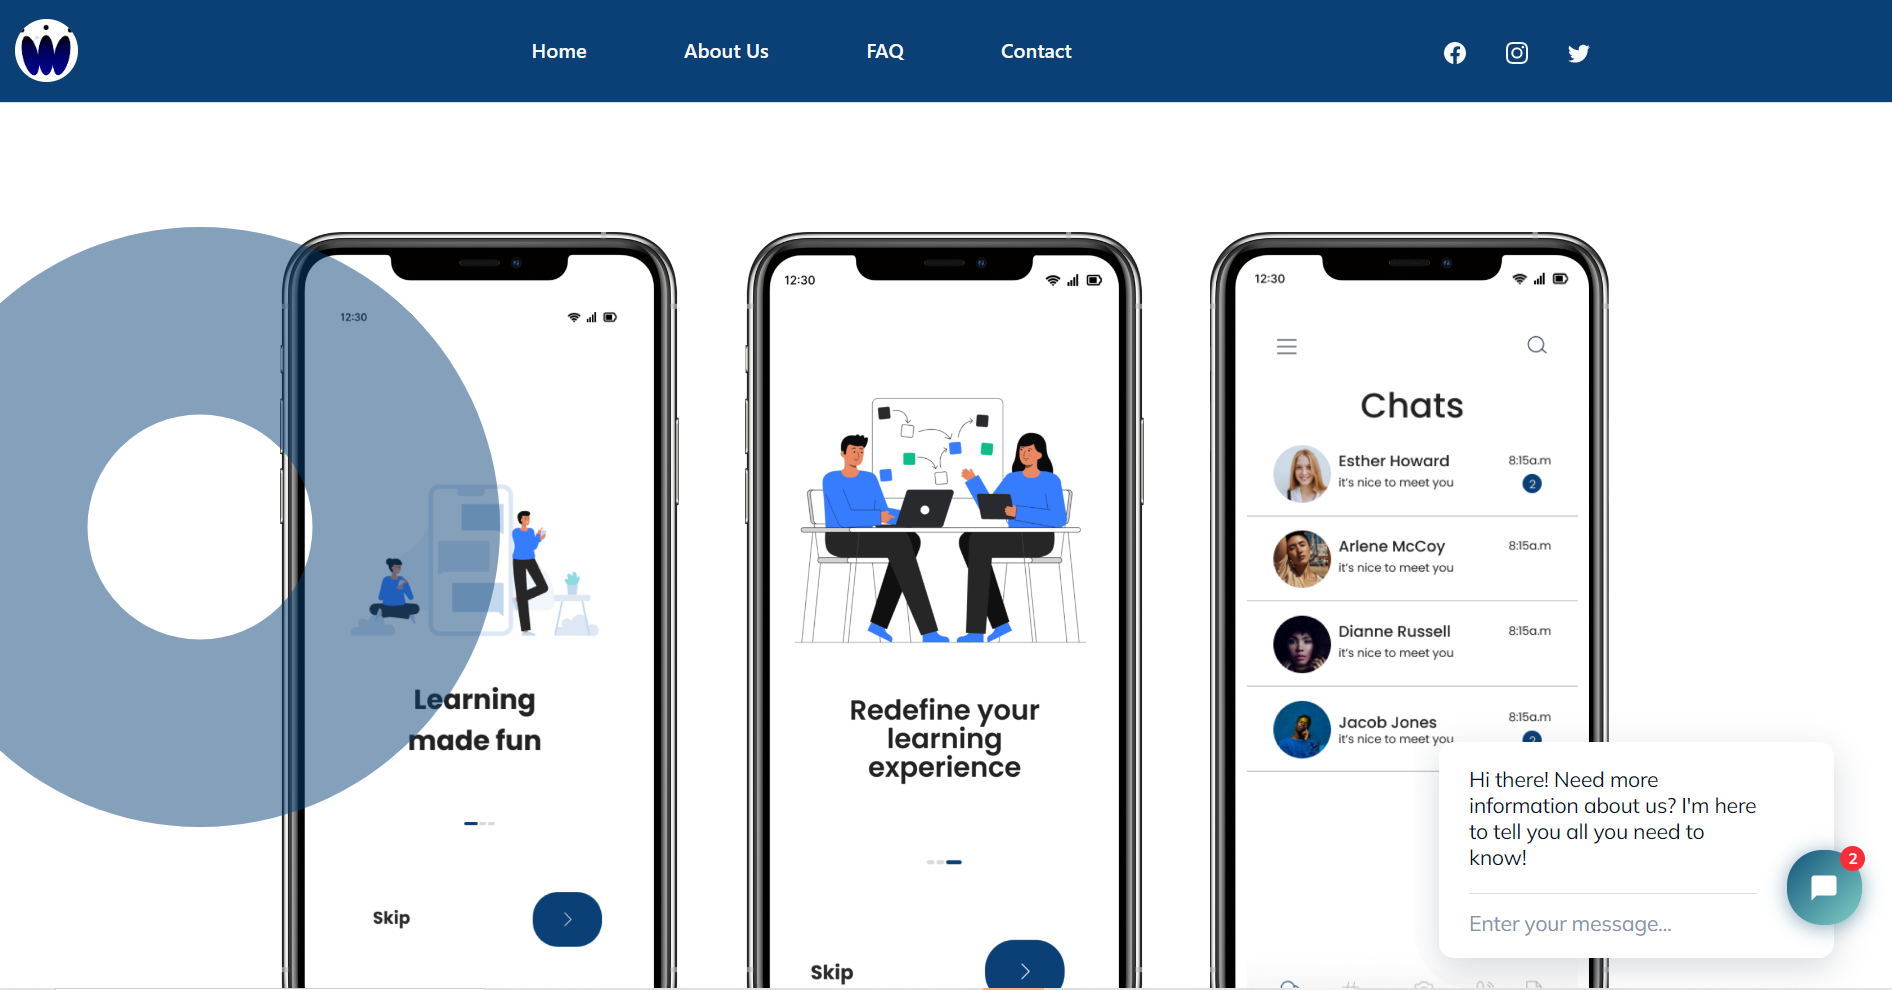 W
Home About Us FAQ Contact
12:30
Learning
made fun
Skip
12:30
Redefine your
learning
experience
Skip
12:30
Chats
Esther Howard 8:15a.m
it's nice to meet you 2
Arlene McCoy 8:15a.m
it's nice to meet you
Dianne Russell 8:15a.m
it's nice to meet you
Jacob Jones 8:15a.m
it's nice to meet you 2
Hi there! Need more
information about us? I'm here
to tell you all you need to
know!
2
Enter your message...